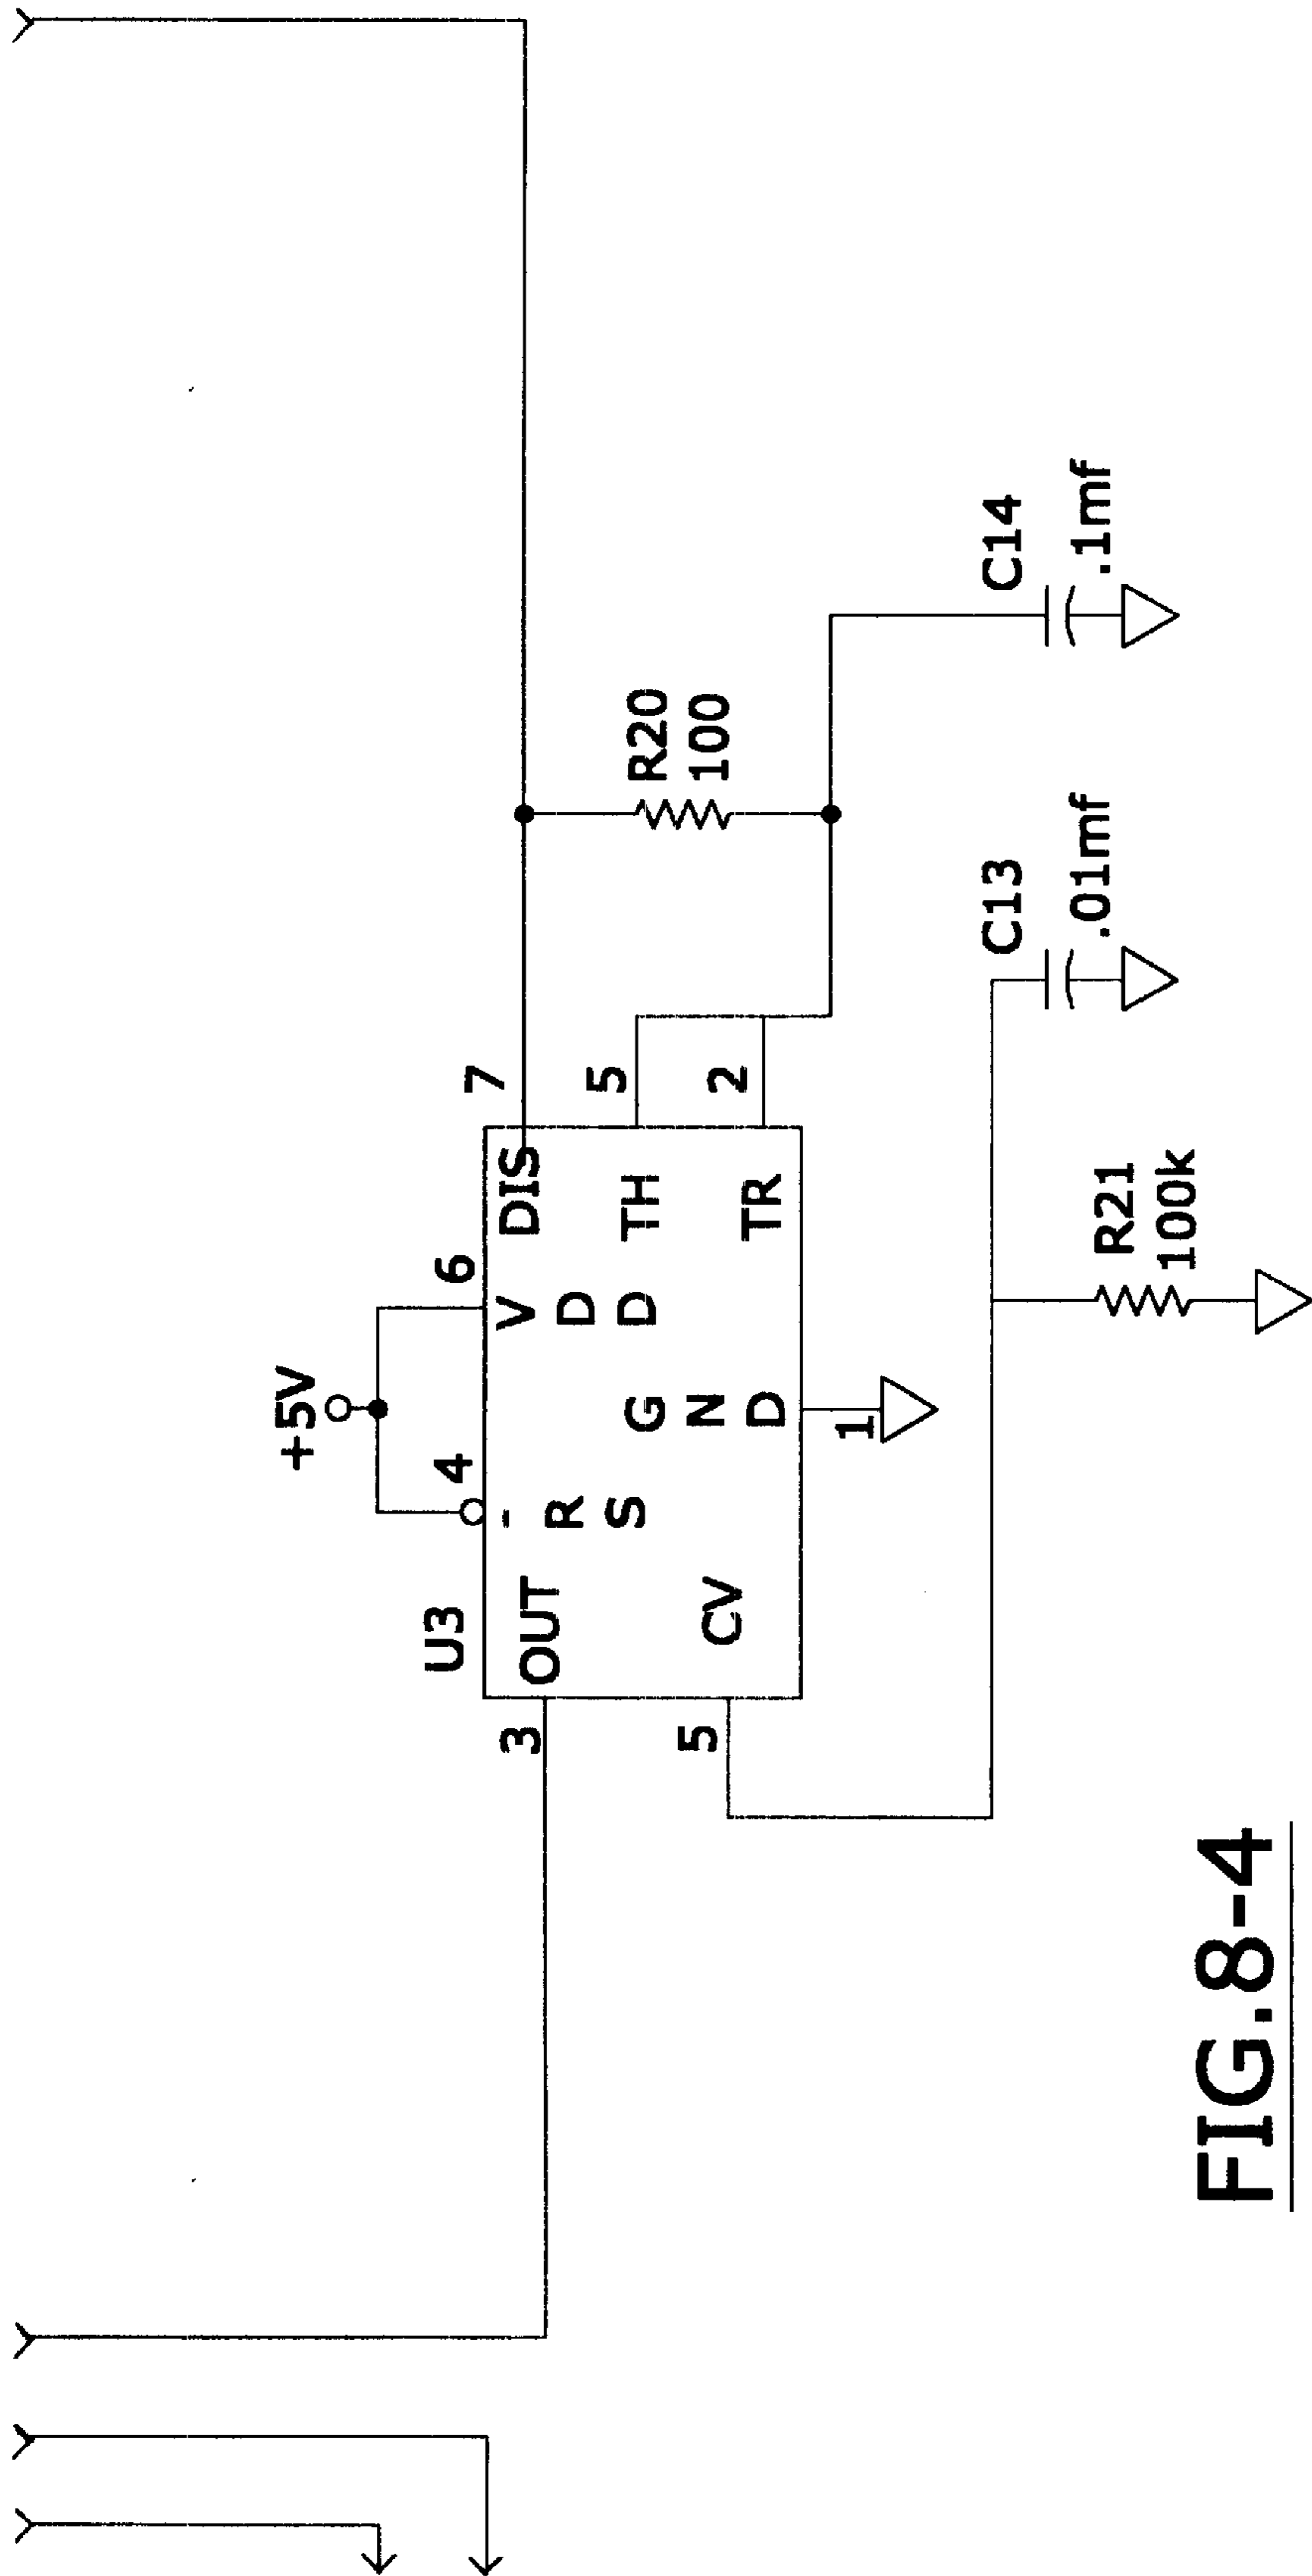 +5V
U3
4
6
7
3
OUT
-
R
S
V
D
D
DIS
TH
5
G
N
D
5
CV
TR
2
1
R20
100
C13
.01mf
C14
.1mf
R21
100k
FIG.8-4